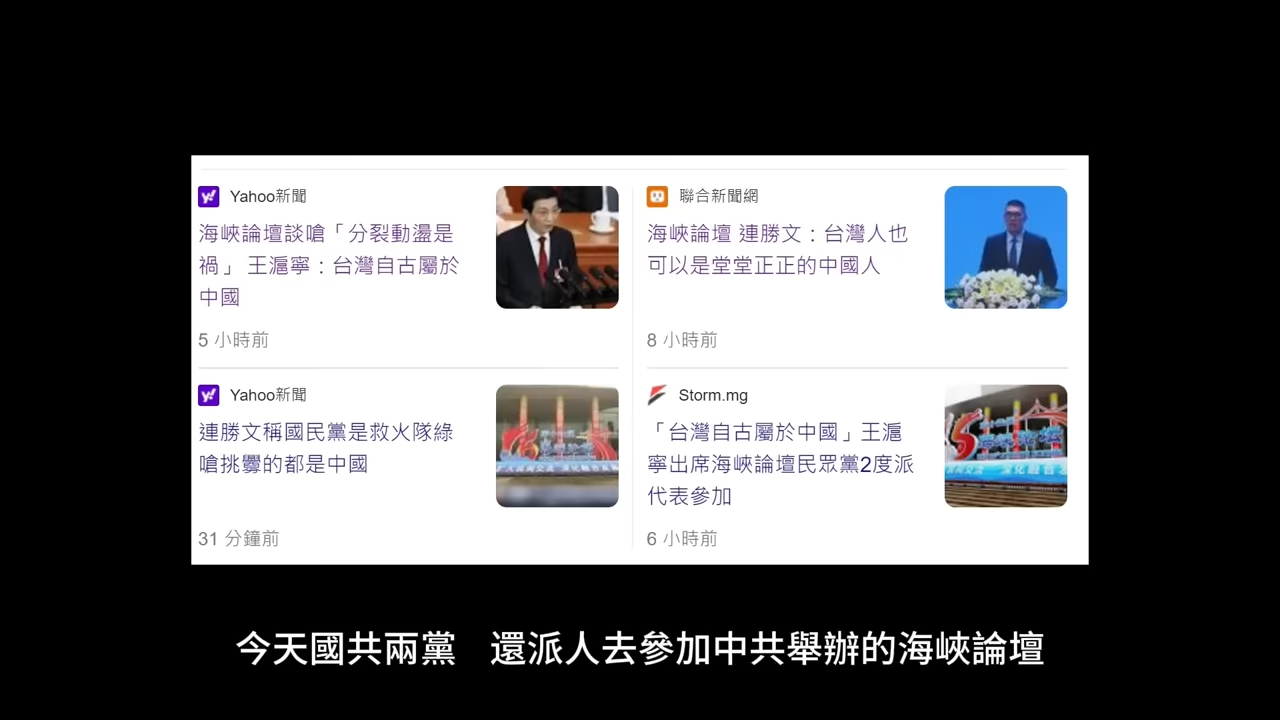 Yahoo新聞
海峽論壇談嗆「分裂動盪是
禍」 王滬寧：台灣自古屬於
中國
5 小時前
聯合新聞網
海峽論壇 連勝文：台灣人也
可以是堂堂正正的中國人
8 小時前
Yahoo新聞
連勝文稱國民黨是救火隊綠
嗆挑釁的都是中國
31 分鐘前
Storm.mg
「台灣自古屬於中國」王滬
寧出席海峽論壇民眾黨2度派
代表參加
6 小時前
今天國共兩黨 還派人去參加中共舉辦的海峽論壇